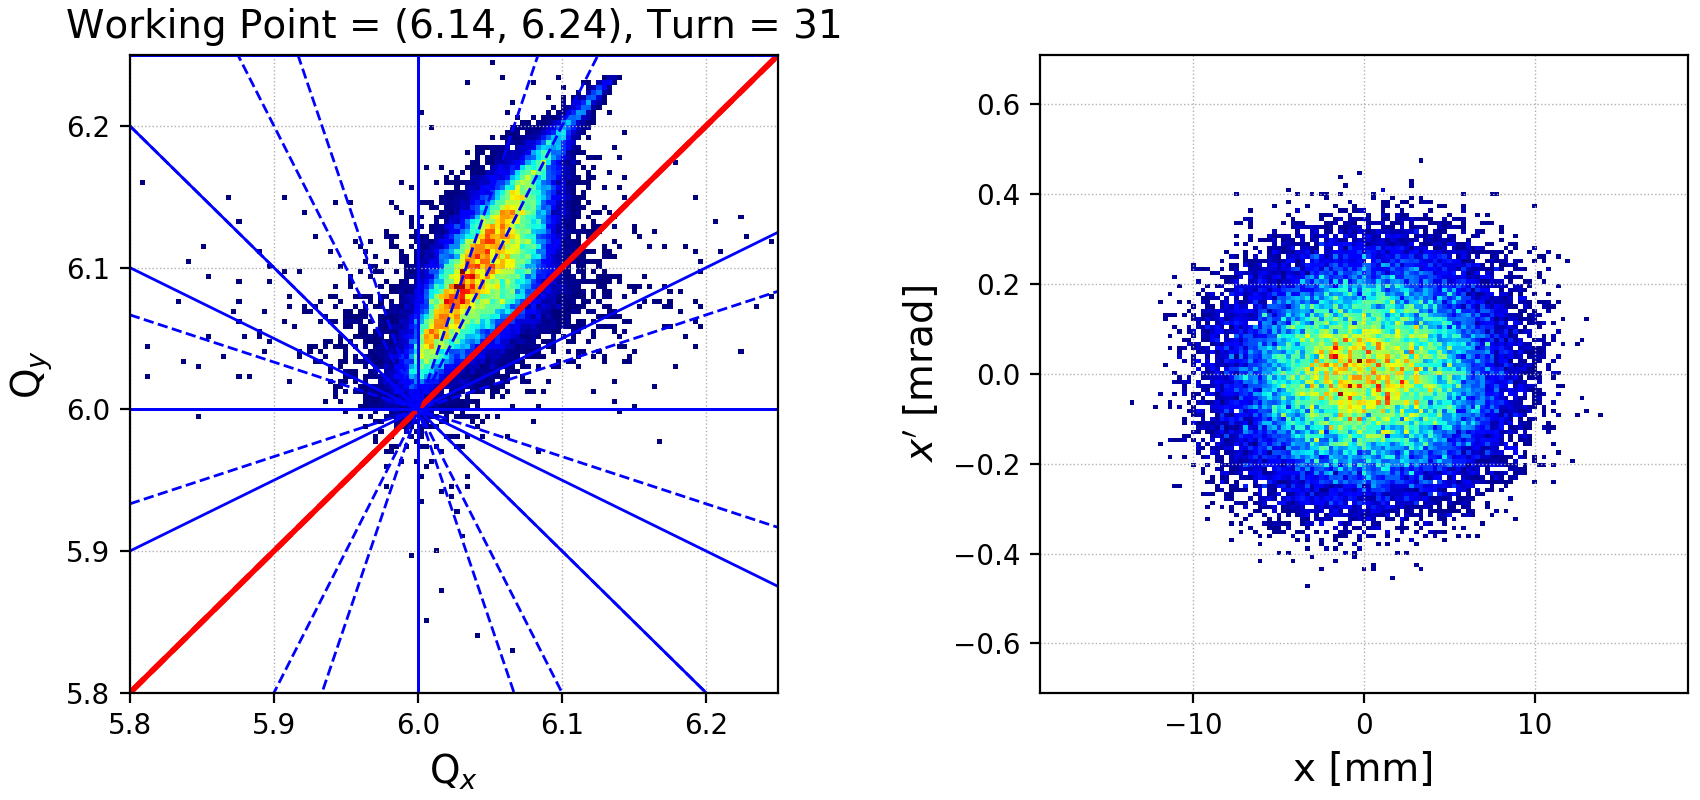 Working Point = (6.14, 6.24), Turn = 31
6.2
6.1
6.0
5.9
5.8
Q_y
5.8 5.9 6.0 6.1 6.2
Q_x
0.6
0.4
0.2
0.0
−0.2
−0.4
−0.6
x′ [mrad]
−10 0 10
x [mm]